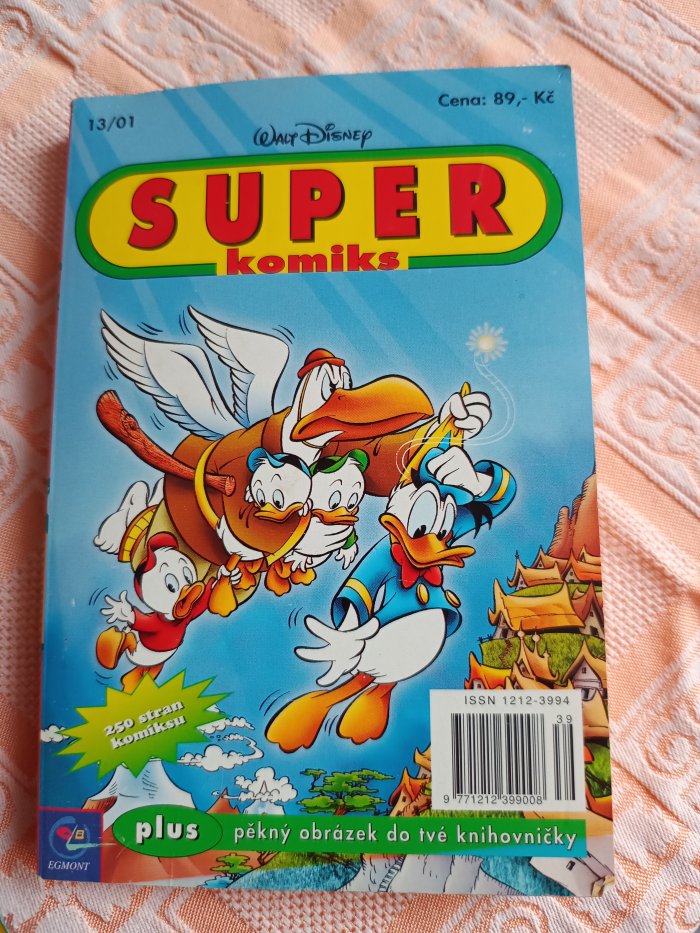 13/01
Cena: 89,- Kč
Walt Disney
SUPER
komiks
250 stran
komiksu
ISSN 1212-3994
39
9 771212 399008
EGMONT
plus pěkný obrázek do tvé knihovničky